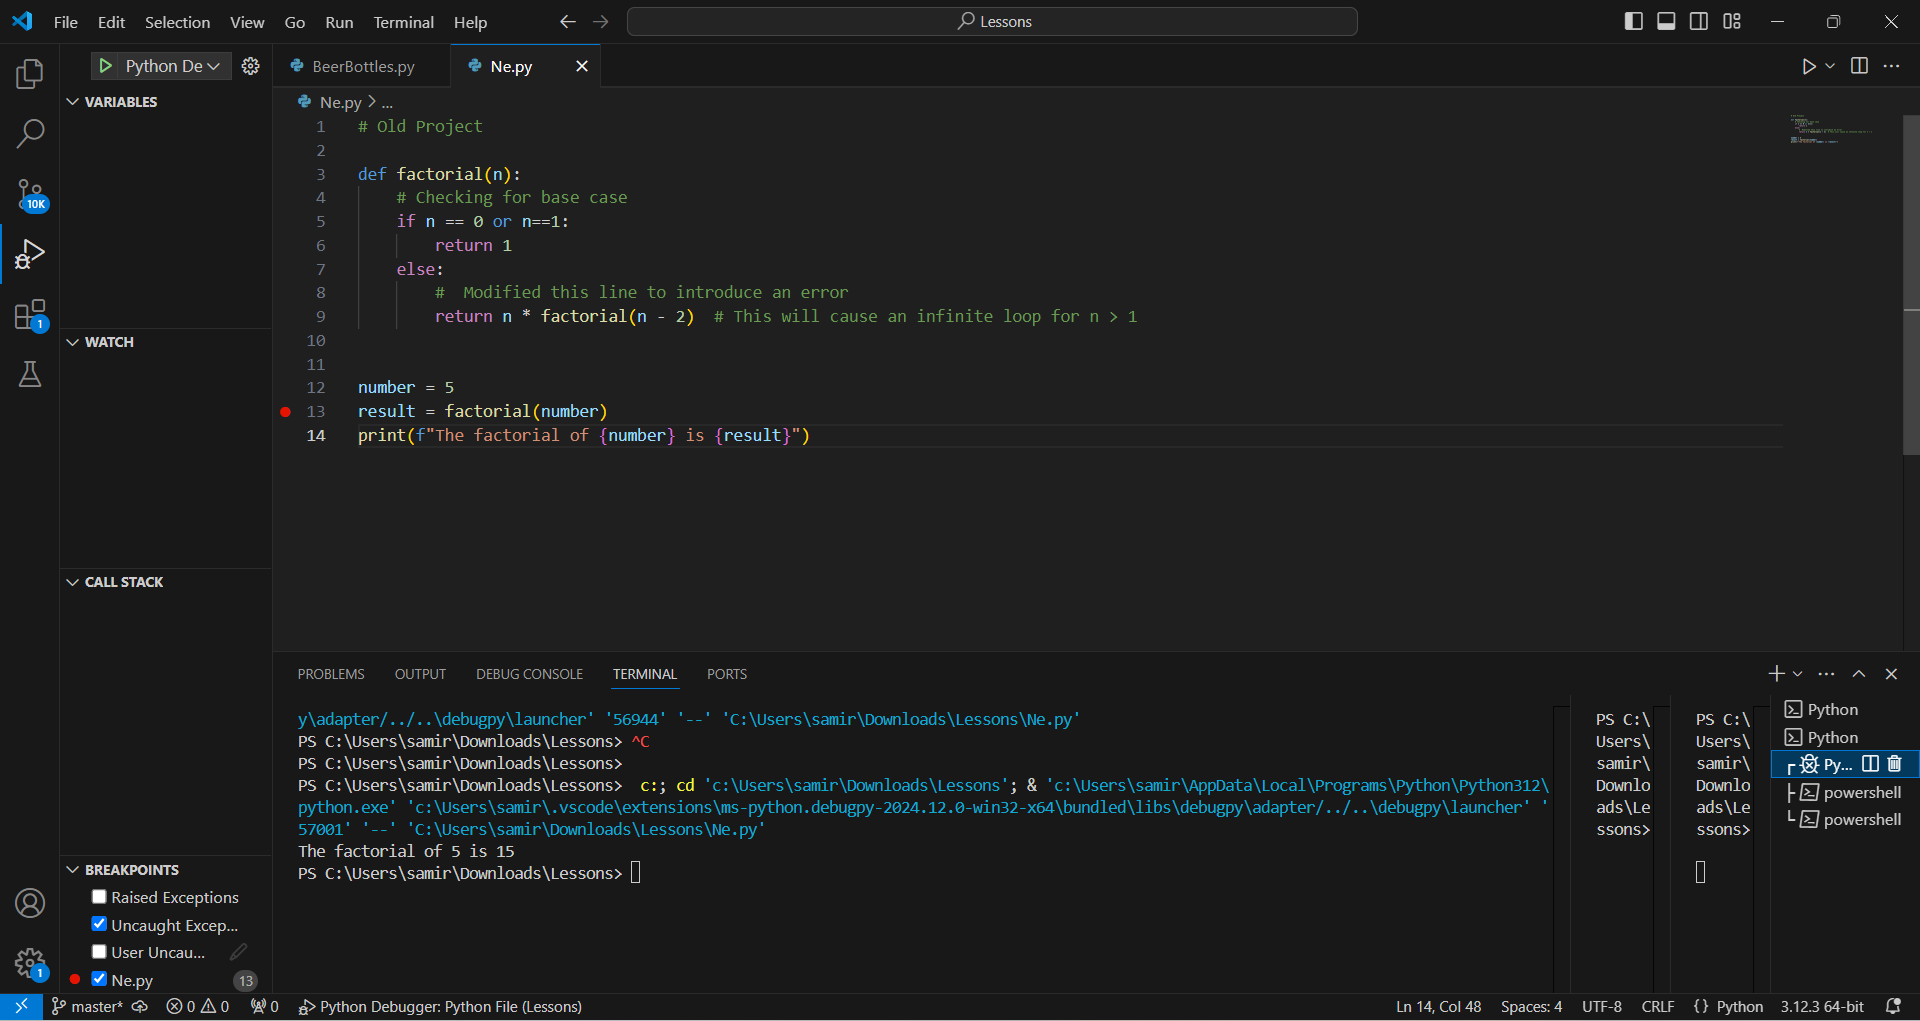 File Edit Selection View Go Run Terminal Help
Lessons
Python De
BeerBottles.py
Ne.py
VARIABLES
Ne.py > ...
1 # Old Project
2
3 def factorial(n):
4 # Checking for base case
5 if n == 0 or n==1:
6 return 1
7 else:
8 #  Modified this line to introduce an error
9 return n * factorial(n - 2)  # This will cause an infinite loop for n > 1
10
11
12 number = 5
13 result = factorial(number)
14 print(f"The factorial of {number} is {result}")
10K
1
WATCH
CALL STACK
BREAKPOINTS
Raised Exceptions
Uncaught Excep...
User Uncau...
Ne.py 13
1
PROBLEMS OUTPUT DEBUG CONSOLE TERMINAL PORTS
y\adapter/../..\debugpy\launcher' '56944' '--' 'C:\Users\samir\Downloads\Lessons\Ne.py'
PS C:\Users\samir\Downloads\Lessons> ^C
PS C:\Users\samir\Downloads\Lessons>
PS C:\Users\samir\Downloads\Lessons>  c:; cd 'c:\Users\samir\Downloads\Lessons'; & 'c:\Users\samir\AppData\Local\Programs\Python\Python312\
python.exe' 'c:\Users\samir\.vscode\extensions\ms-python.debugpy-2024.12.0-win32-x64\bundled\libs\debugpy\adapter/../..\debugpy\launcher' '
57001' '--' 'C:\Users\samir\Downloads\Lessons\Ne.py'
The factorial of 5 is 15
PS C:\Users\samir\Downloads\Lessons>
PS C:\
Users\
samir\
Downlo
ads\Le
ssons>
PS C:\
Users\
samir\
Downlo
ads\Le
ssons>
Python
Python
Py...
powershell
powershell
master* 0 0 0 Python Debugger: Python File (Lessons)
Ln 14, Col 48 Spaces: 4 UTF-8 CRLF {} Python 3.12.3 64-bit